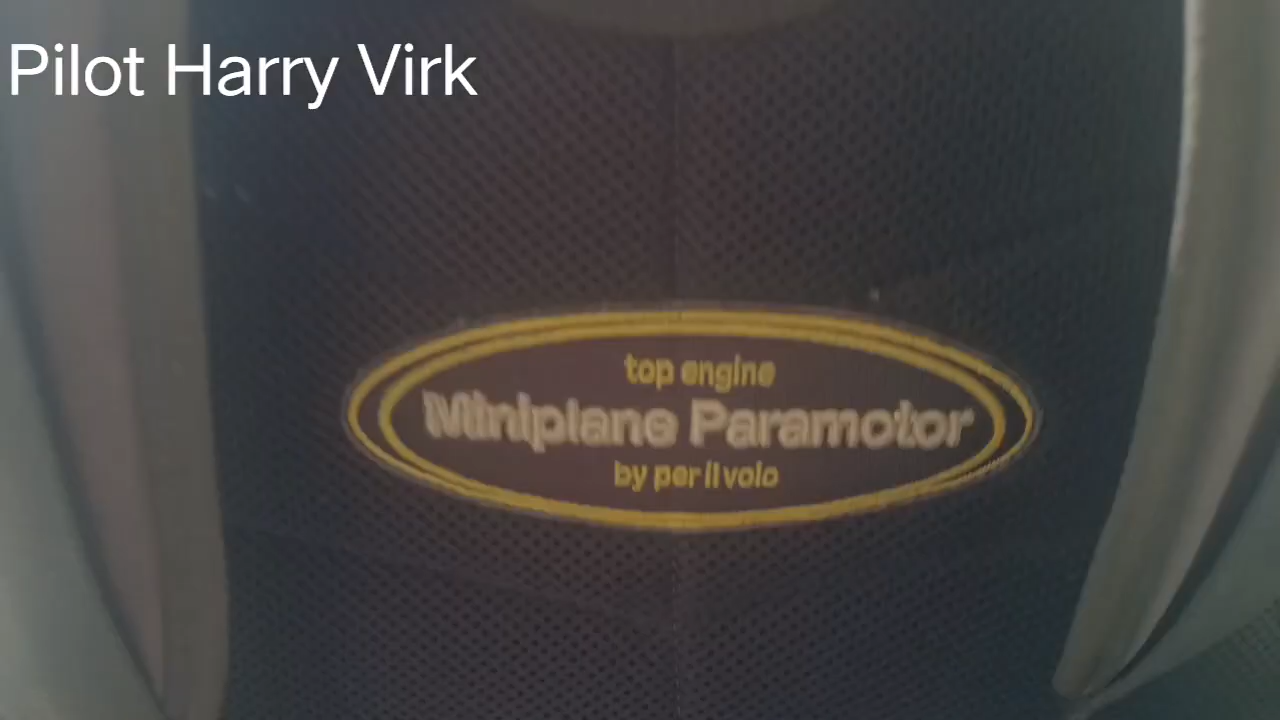 Pilot Harry Virk
top engine
Miniplane Paramotor
by per il volo